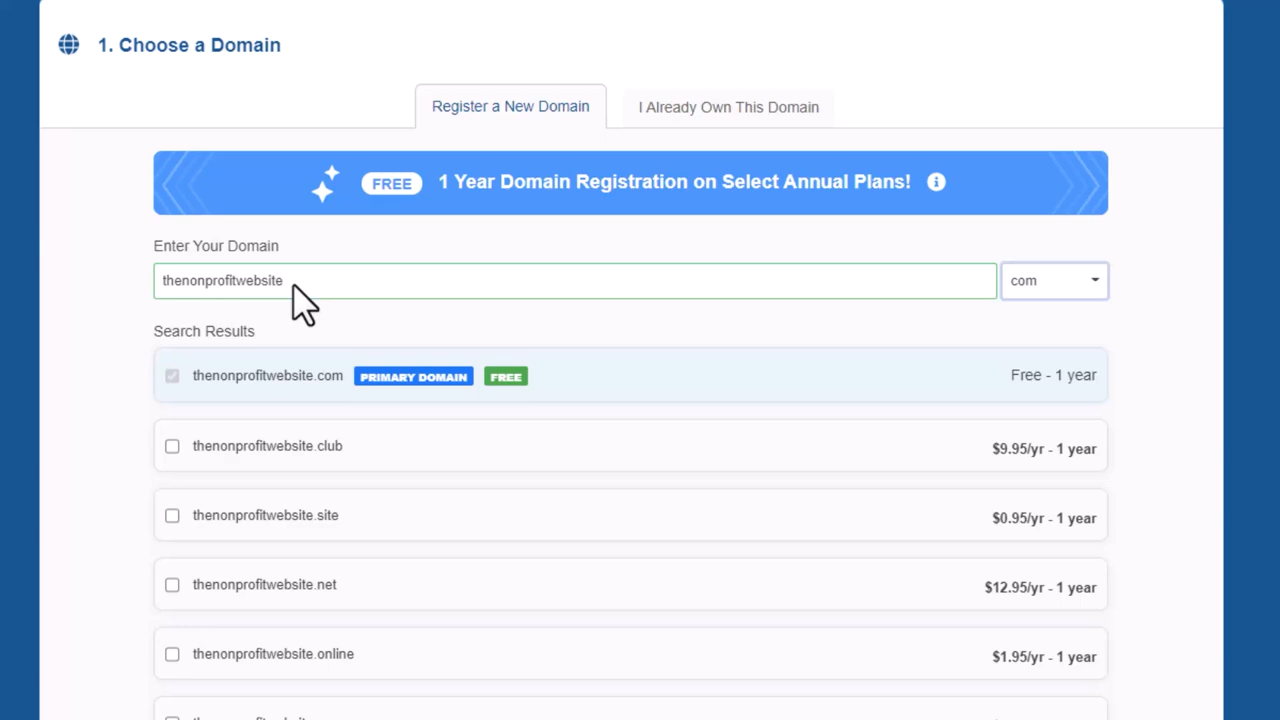 1. Choose a Domain
Register a New Domain
I Already Own This Domain
FREE 1 Year Domain Registration on Select Annual Plans!
Enter Your Domain
thenonprofitwebsite com
Search Results
thenonprofitwebsite.com PRIMARY DOMAIN FREE Free - 1 year
thenonprofitwebsite.club $9.95/yr - 1 year
thenonprofitwebsite.site $0.95/yr - 1 year
thenonprofitwebsite.net $12.95/yr - 1 year
thenonprofitwebsite.online $1.95/yr - 1 year